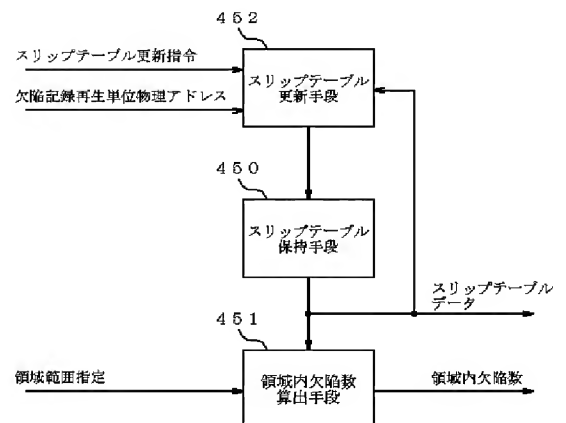 ４５２
スリップテーブル更新指令
スリップテーブル
更新手段
欠陥記録再生単位物理アドレス
４５０
スリップテーブル
保持手段
スリップテーブル
データ
４５１
領域範囲指定
領域内欠陥数
算出手段
領域内欠陥数